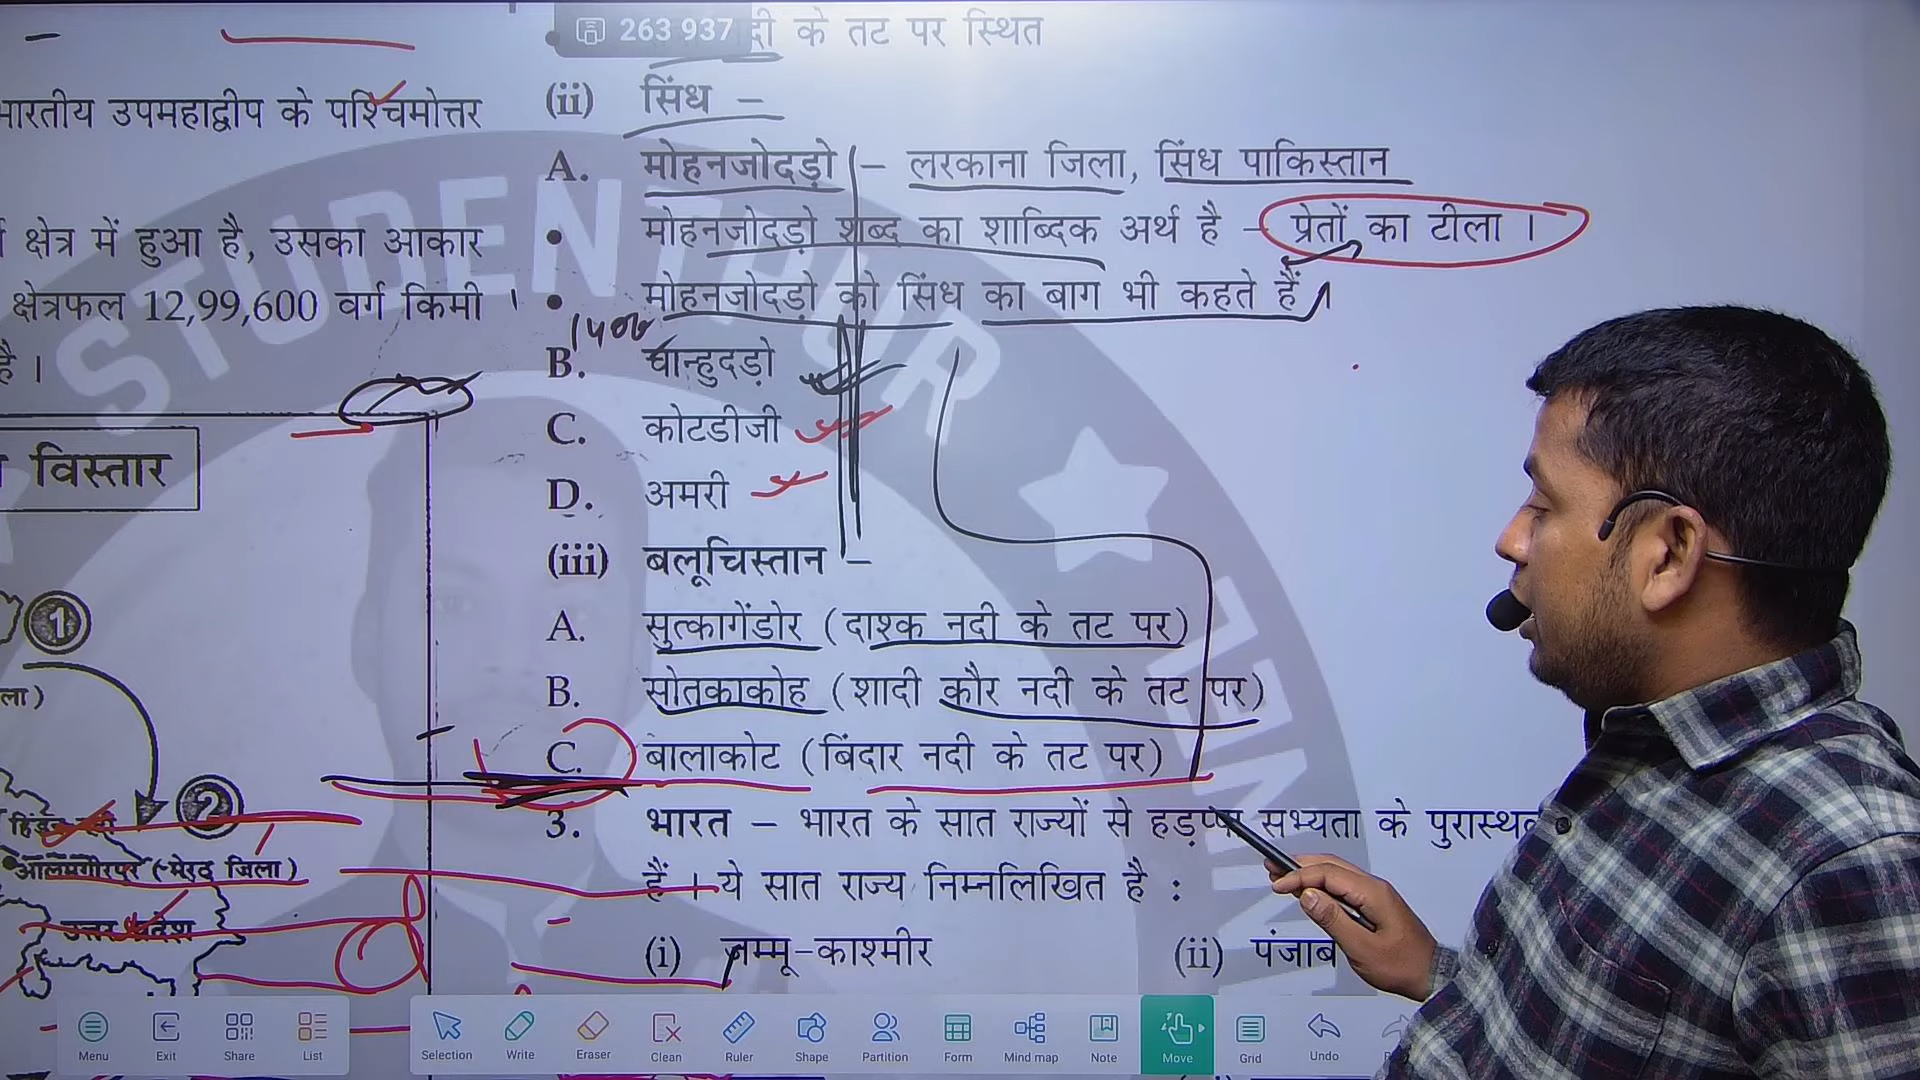 263 937
दी के तट पर स्थित
भारतीय उपमहाद्वीप के पश्चिमोत्तर
क्षेत्र में हुआ है, उसका आकार
क्षेत्रफल 12,99,600 वर्ग किमी ।
है ।
विस्तार
1
ला)
2
आलमगीरपुर (मेरठ जिला)
उत्तर प्रदेश
(ii) सिंध –
A. मोहनजोदड़ो – लरकाना जिला, सिंध पाकिस्तान
• मोहनजोदड़ो शब्द का शाब्दिक अर्थ है – प्रेतों का टीला ।
• मोहनजोदड़ो को सिंध का बाग भी कहते हैं
B. चान्हुदड़ो
C. कोटडीजी
D. अमरी
(iii) बलूचिस्तान –
A. सुत्कागेंडोर (दाश्क नदी के तट पर)
B. सोतकाकोह (शादी कौर नदी के तट पर)
C. बालाकोट (बिंदार नदी के तट पर)
3. भारत – भारत के सात राज्यों से हड़प्पा सभ्यता के
हैं । ये सात राज्य निम्नलिखित है :
(i) जम्मू-काश्मीर (ii) पंजाब
STUDENT
Menu Exit Share List Selection Write Eraser Clean Ruler Shape Partition Form Mind map Note Move Grid Undo